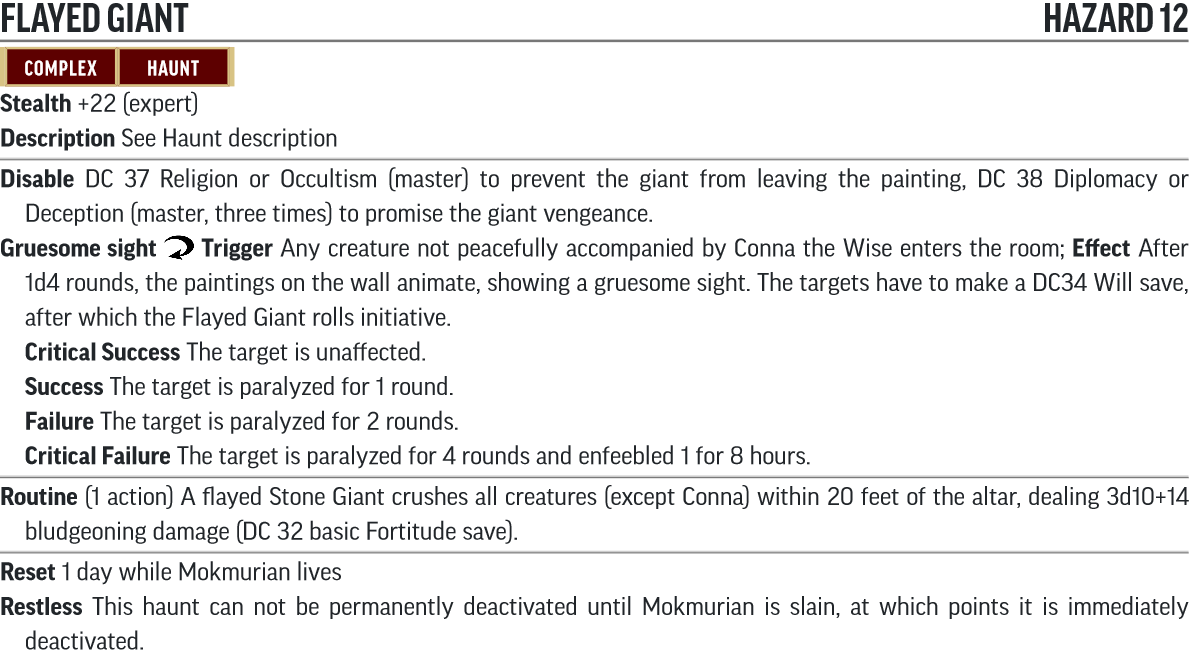 FLAYED GIANT HAZARD 12
COMPLEX HAUNT
Stealth +22 (expert)
Description See Haunt description
Disable DC 37 Religion or Occultism (master) to prevent the giant from leaving the painting, DC 38 Diplomacy or
Deception (master, three times) to promise the giant vengeance.
Gruesome sight Trigger Any creature not peacefully accompanied by Conna the Wise enters the room; Effect After
1d4 rounds, the paintings on the wall animate, showing a gruesome sight. The targets have to make a DC34 Will save,
after which the Flayed Giant rolls initiative.
Critical Success The target is unaffected.
Success The target is paralyzed for 1 round.
Failure The target is paralyzed for 2 rounds.
Critical Failure The target is paralyzed for 4 rounds and enfeebled 1 for 8 hours.
Routine (1 action) A flayed Stone Giant crushes all creatures (except Conna) within 20 feet of the altar, dealing 3d10+14
bludgeoning damage (DC 32 basic Fortitude save).
Reset 1 day while Mokmurian lives
Restless This haunt can not be permanently deactivated until Mokmurian is slain, at which points it is immediately
deactivated.